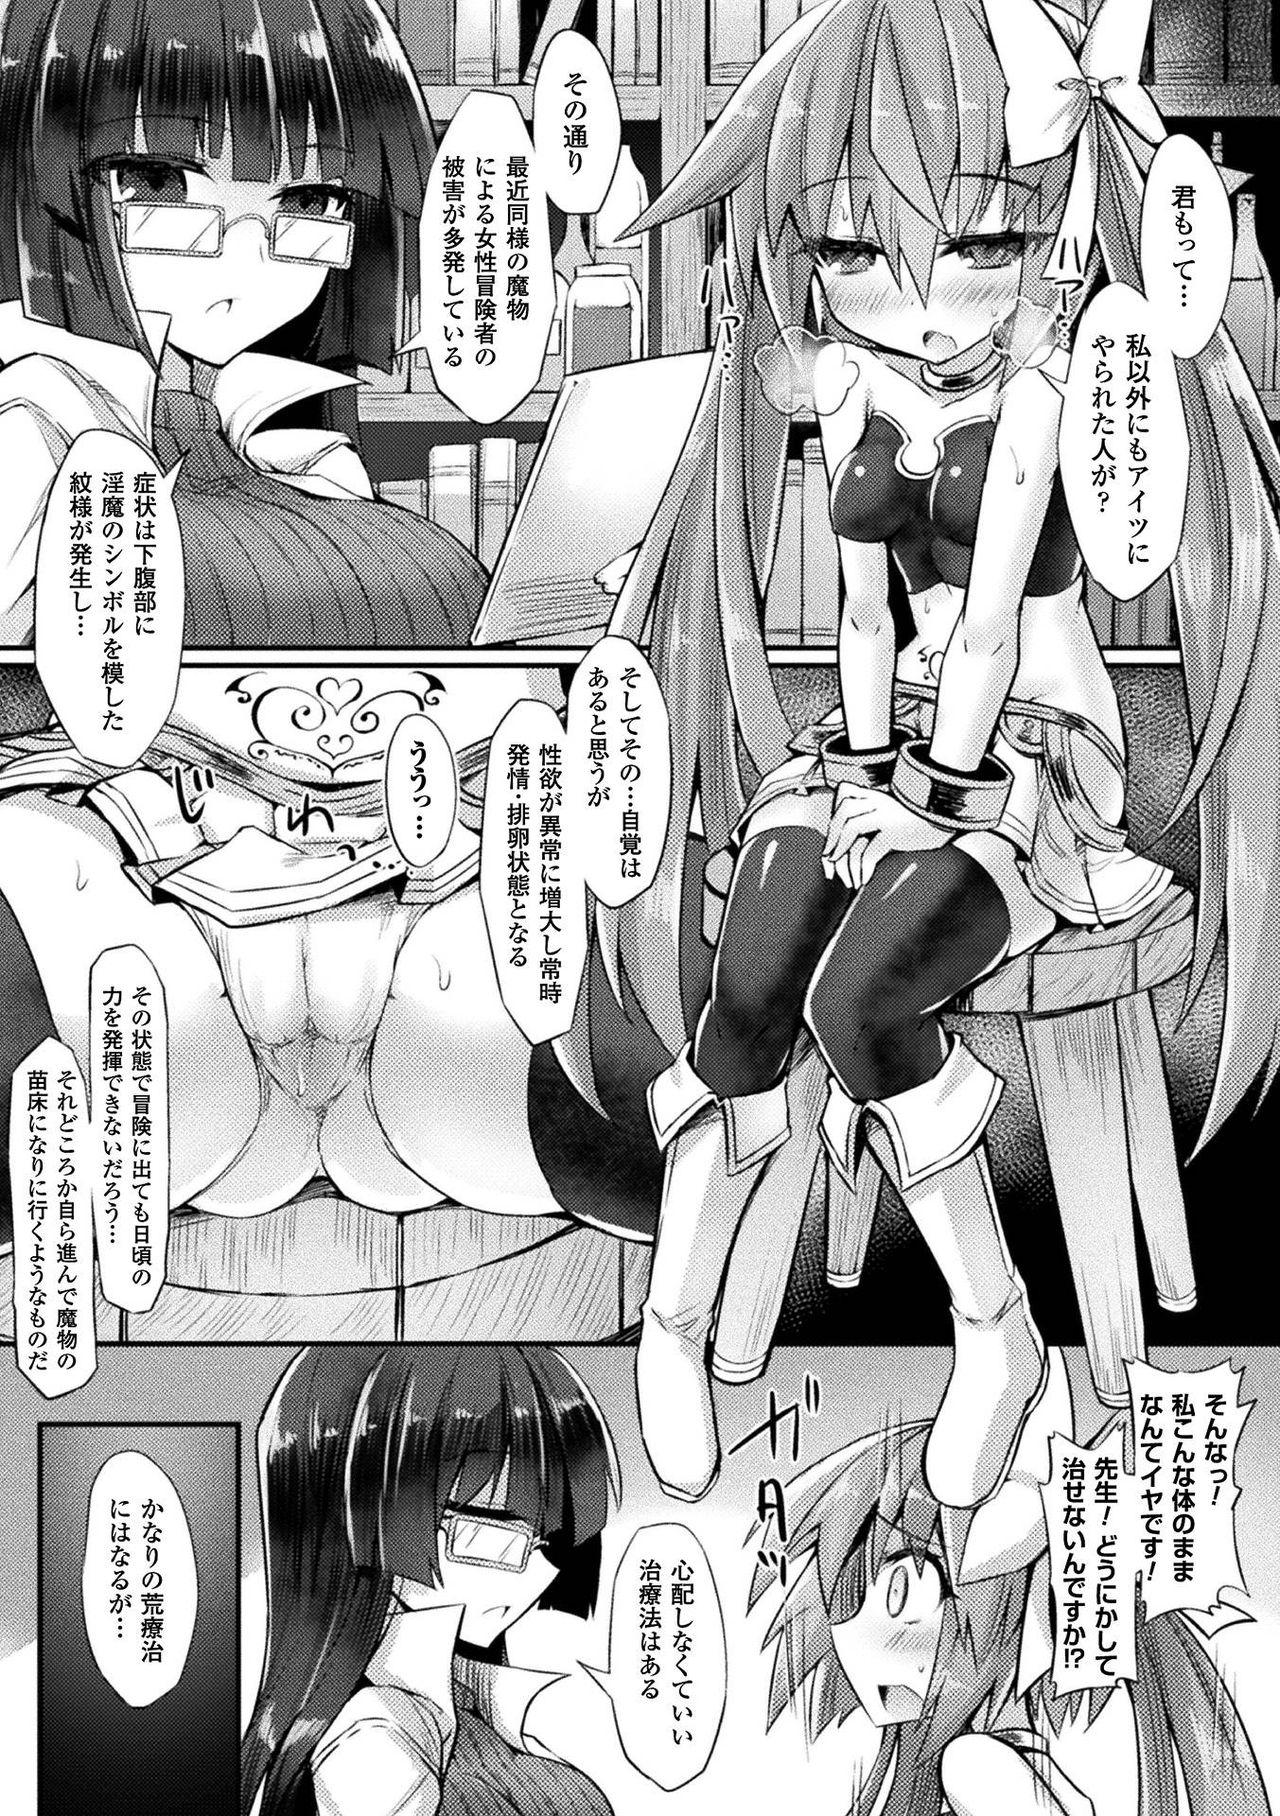 君もって…
私以外にもアイツに
やられた人が？
ハァ…
ハァ…
その通り
最近同様の魔物
による女性冒険者の
被害が多発している
症状は下腹部に
淫魔のシンボルを模した
紋様が発生し…
そしてその…自覚は
あると思うが
性欲が異常に増大し常時
発情・排卵状態となる
ううっ…
じわ
その状態で冒険に出ても日頃の
力を発揮できないだろう…
それどころか自ら進んで魔物の
苗床になりに行くようなものだ
そんなっ！
私こんな体のまま
なんてイヤです！
先生！どうにかして
治せないんですか!?
ガタッ
心配しなくていい
治療法はある
かなりの荒療治
にはなるが…